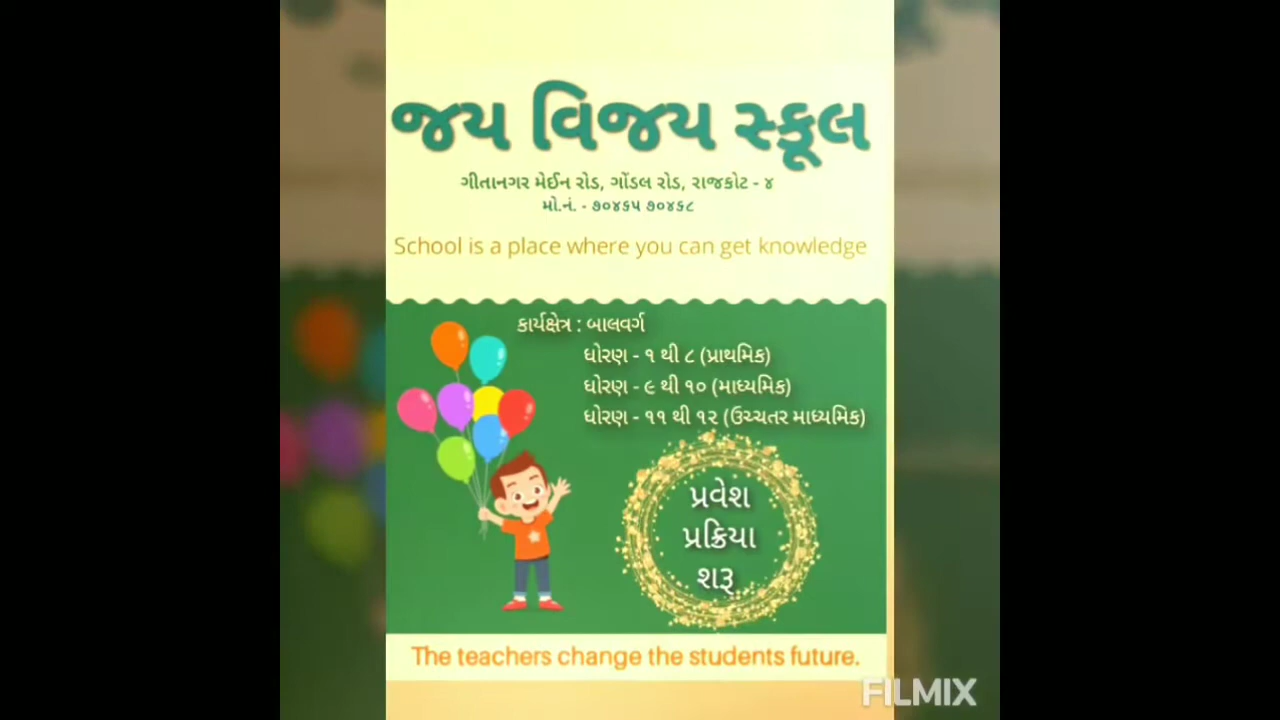 જય વિજય સ્કૂલ
ગીતાનગર મેઈન રોડ, ગોંડલ રોડ, રાજકોટ - ૪
મો.નં. - ૭૦૪૬૫ ૭૦૪૬૮
School is a place where you can get knowledge
કાર્યક્ષેત્ર : બાલવર્ગ
ધોરણ - ૧ થી ૮ (પ્રાથમિક)
ધોરણ - ૯ થી ૧૦ (માધ્યમિક)
ધોરણ - ૧૧ થી ૧૨ (ઉચ્ચતર માધ્યમિક)
પ્રવેશ
પ્રક્રિયા
શરૂ
The teachers change the students future.
FILMIX